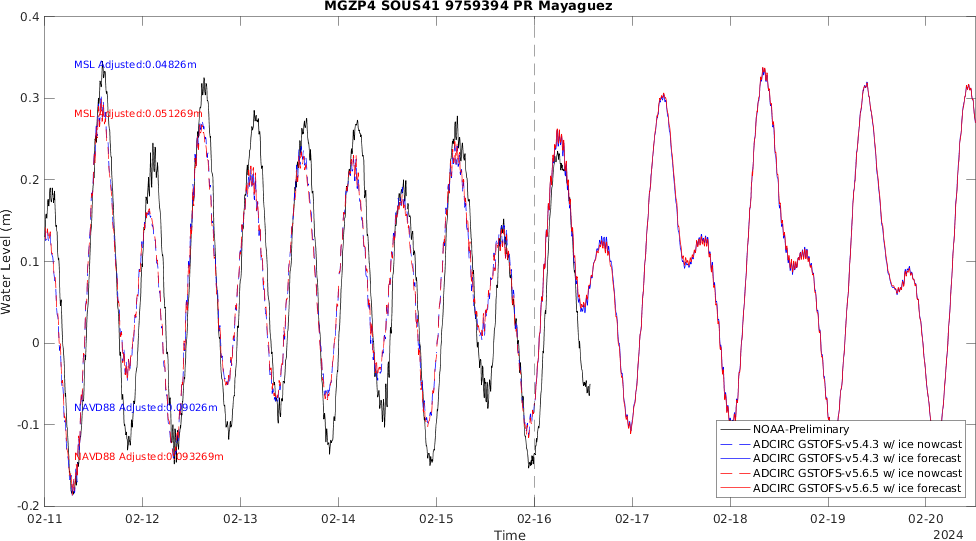 MGZP4 SOUS41 9759394 PR Mayaguez
0.4
MSL Adjusted:0.04826m
0.3
MSL Adjusted:0.051269m
0.2
Water Level (m)
0.1
0
NAVD88 Adjusted:0.09026m
-0.1
NAVD88 Adjusted:0.093269m
-0.2
NOAA-Preliminary
ADCIRC GSTOFS-v5.4.3 w/ ice nowcast
ADCIRC GSTOFS-v5.4.3 w/ ice forecast
ADCIRC GSTOFS-v5.6.5 w/ ice nowcast
ADCIRC GSTOFS-v5.6.5 w/ ice forecast
02-11 02-12 02-13 02-14 02-15 02-16 02-17 02-18 02-19 02-20
Time
2024